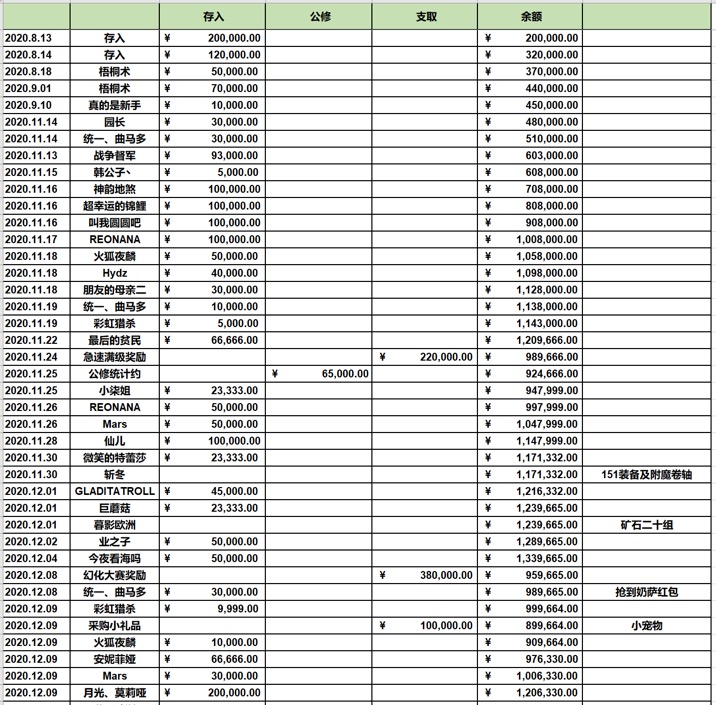 存入 公修 支取 余额
2020.8.13 存入 ¥ 200,000.00 ¥ 200,000.00
2020.8.14 存入 ¥ 120,000.00 ¥ 320,000.00
2020.8.18 梧桐术 ¥ 50,000.00 ¥ 370,000.00
2020.9.01 梧桐术 ¥ 70,000.00 ¥ 440,000.00
2020.9.10 真的是新手 ¥ 10,000.00 ¥ 450,000.00
2020.11.14 园长 ¥ 30,000.00 ¥ 480,000.00
2020.11.14 统一、曲马多 ¥ 30,000.00 ¥ 510,000.00
2020.11.13 战争督军 ¥ 93,000.00 ¥ 603,000.00
2020.11.15 韩公子丶 ¥ 5,000.00 ¥ 608,000.00
2020.11.16 神韵地煞 ¥ 100,000.00 ¥ 708,000.00
2020.11.16 超幸运的锦鲤 ¥ 100,000.00 ¥ 808,000.00
2020.11.16 叫我圆圆吧 ¥ 100,000.00 ¥ 908,000.00
2020.11.17 REONANA ¥ 100,000.00 ¥ 1,008,000.00
2020.11.18 火狐夜麟 ¥ 50,000.00 ¥ 1,058,000.00
2020.11.18 Hydz ¥ 40,000.00 ¥ 1,098,000.00
2020.11.18 朋友的母亲二 ¥ 30,000.00 ¥ 1,128,000.00
2020.11.19 统一、曲马多 ¥ 10,000.00 ¥ 1,138,000.00
2020.11.19 彩虹猎杀 ¥ 5,000.00 ¥ 1,143,000.00
2020.11.22 最后的贫民 ¥ 66,666.00 ¥ 1,209,666.00
2020.11.24 急速满级奖励 ¥ 220,000.00 ¥ 989,666.00
2020.11.25 公修统计约 ¥ 65,000.00 ¥ 924,666.00
2020.11.25 小柒姐 ¥ 23,333.00 ¥ 947,999.00
2020.11.26 REONANA ¥ 50,000.00 ¥ 997,999.00
2020.11.26 Mars ¥ 50,000.00 ¥ 1,047,999.00
2020.11.28 仙儿 ¥ 100,000.00 ¥ 1,147,999.00
2020.11.30 微笑的特蕾莎 ¥ 23,333.00 ¥ 1,171,332.00
2020.11.30 斩冬 ¥ 1,171,332.00 151装备及附魔卷轴
2020.12.01 GLADITATROLL ¥ 45,000.00 ¥ 1,216,332.00
2020.12.01 巨蘑菇 ¥ 23,333.00 ¥ 1,239,665.00
2020.12.01 暮影欧洲 ¥ 1,239,665.00 矿石二十组
2020.12.02 业之子 ¥ 50,000.00 ¥ 1,289,665.00
2020.12.04 今夜看海吗 ¥ 50,000.00 ¥ 1,339,665.00
2020.12.08 幻化大赛奖励 ¥ 380,000.00 ¥ 959,665.00
2020.12.08 统一、曲马多 ¥ 30,000.00 ¥ 989,665.00 抢到奶萨红包
2020.12.09 彩虹猎杀 ¥ 9,999.00 ¥ 999,664.00
2020.12.09 采购小礼品 ¥ 100,000.00 ¥ 899,664.00 小宠物
2020.12.09 火狐夜麟 ¥ 10,000.00 ¥ 909,664.00
2020.12.09 安妮菲娅 ¥ 66,666.00 ¥ 976,330.00
2020.12.09 Mars ¥ 30,000.00 ¥ 1,006,330.00
2020.12.09 月光、莫莉哑 ¥ 200,000.00 ¥ 1,206,330.00